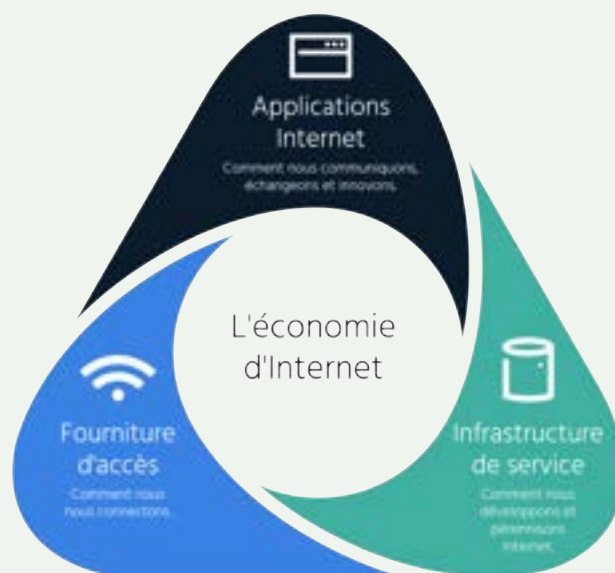 Applications
Internet
Comment nous communiquons,
échangeons et innovons.
L'économie
d'Internet
Fourniture
d'accès
Comment nous
nous connectons.
Infrastructure
de service
Comment nous
développons et
pérennisons
Internet.